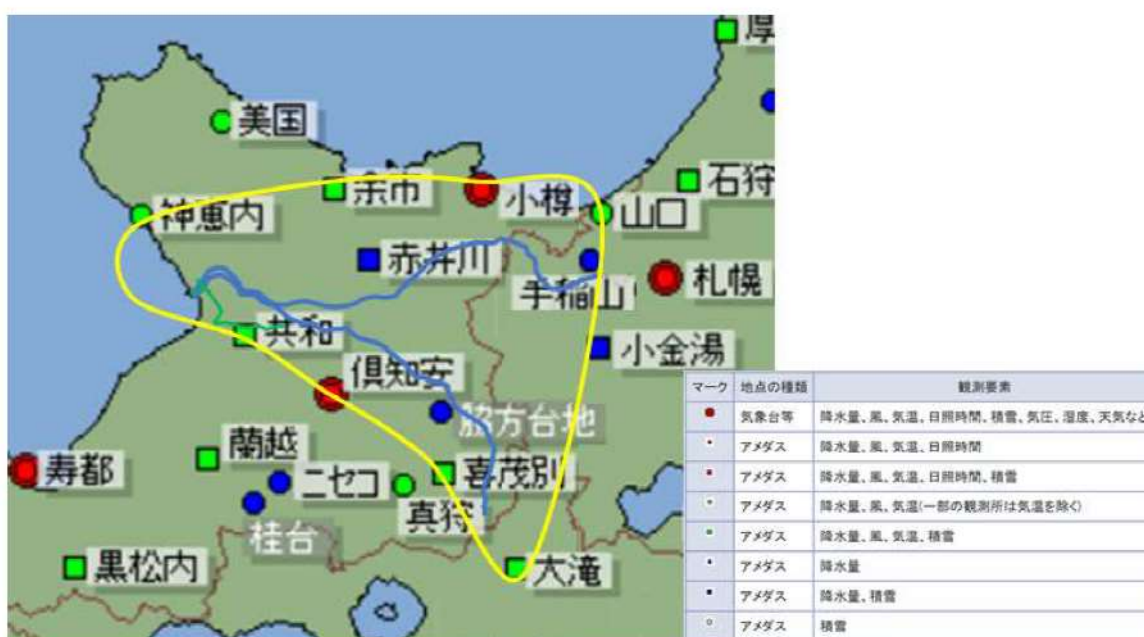 厚
美国
余市
小樽
石狩
神恵内
山口
赤井川
手稲山
札幌
共和
小金湯
倶知安
脇方台地
蘭越
寿都
ニセコ
喜茂別
真狩
桂台
黒松内
大滝
マーク 地点の種類 観測要素
気象台等 降水量、風、気温、日照時間、積雪、気圧、湿度、天気など
アメダス 降水量、風、気温、日照時間
アメダス 降水量、風、気温、日照時間、積雪
アメダス 降水量、風、気温(一部の観測所は気温を除く)
アメダス 降水量、風、気温、積雪
アメダス 降水量
アメダス 降水量、積雪
アメダス 積雪